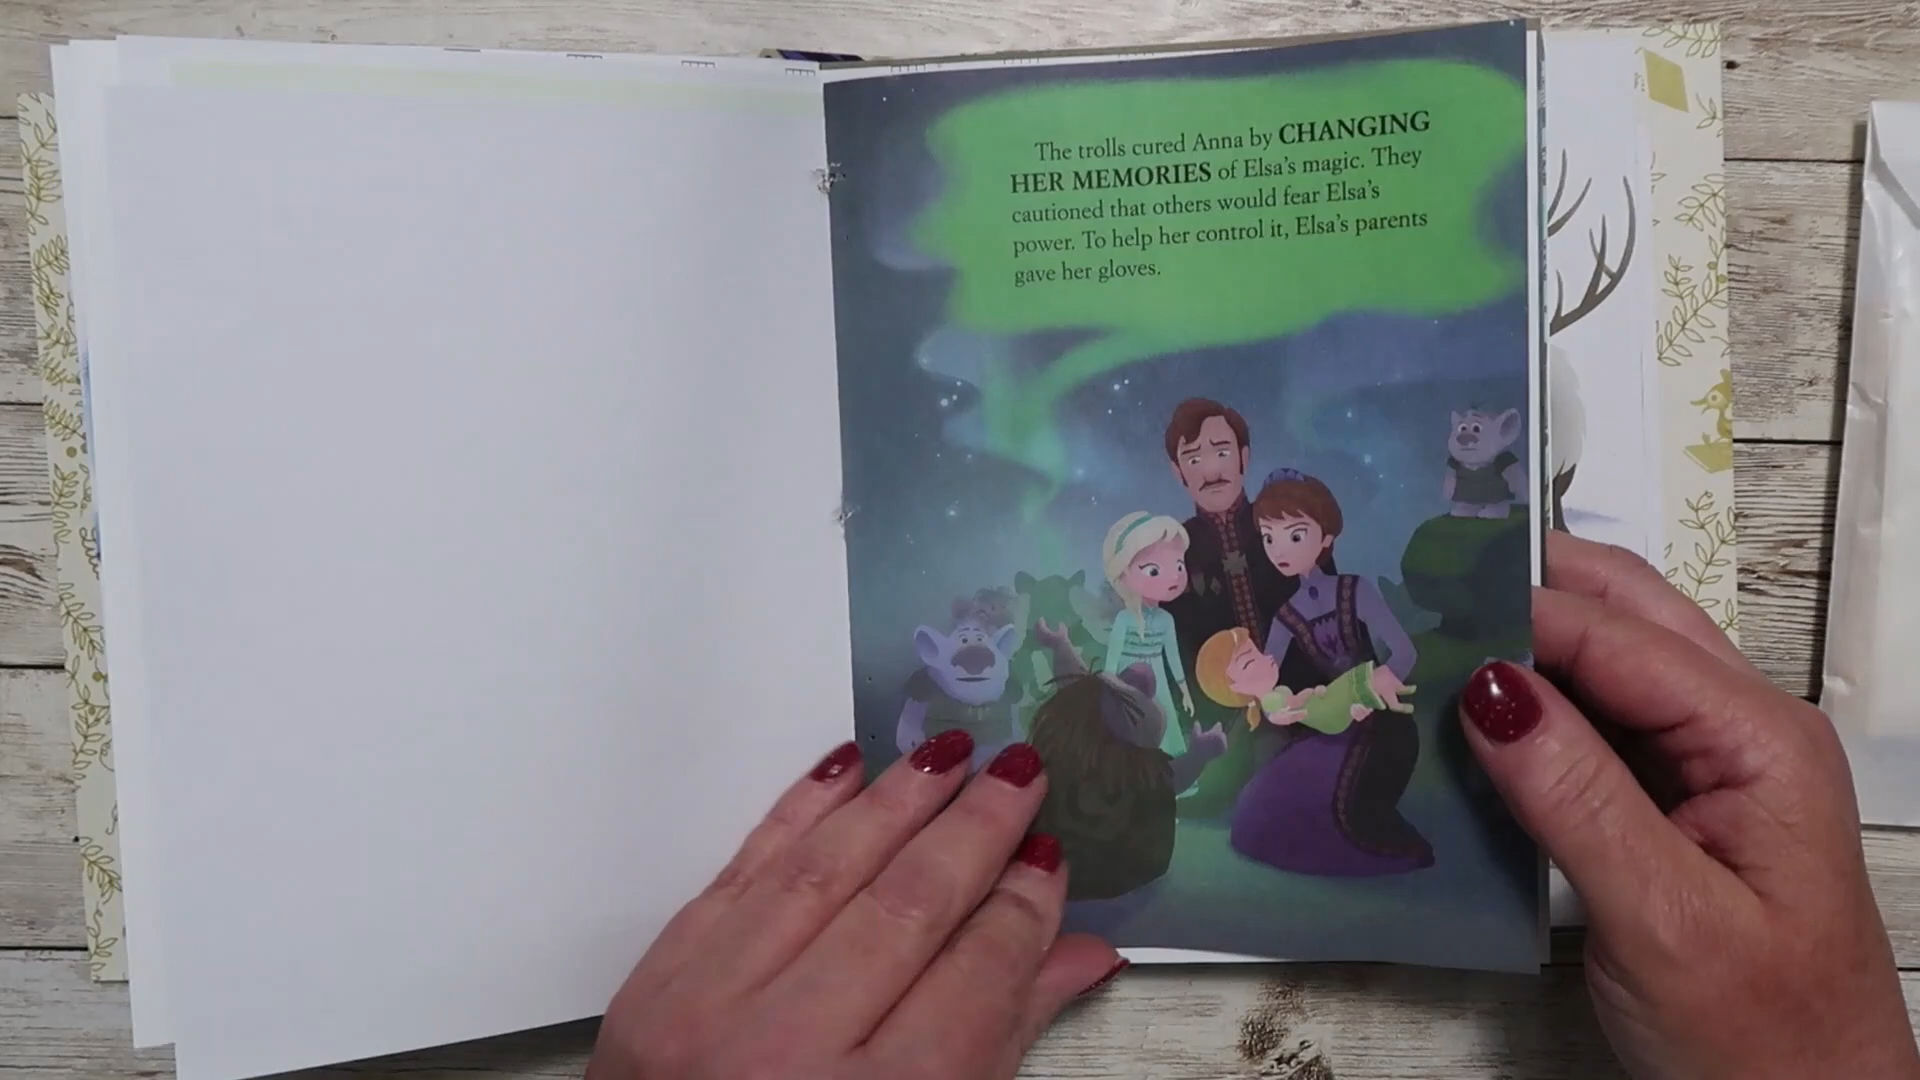 The trolls cured Anna by CHANGING
HER MEMORIES of Elsa's magic. They
cautioned that others would fear Elsa's
power. To help her control it, Elsa's parents
gave her gloves.